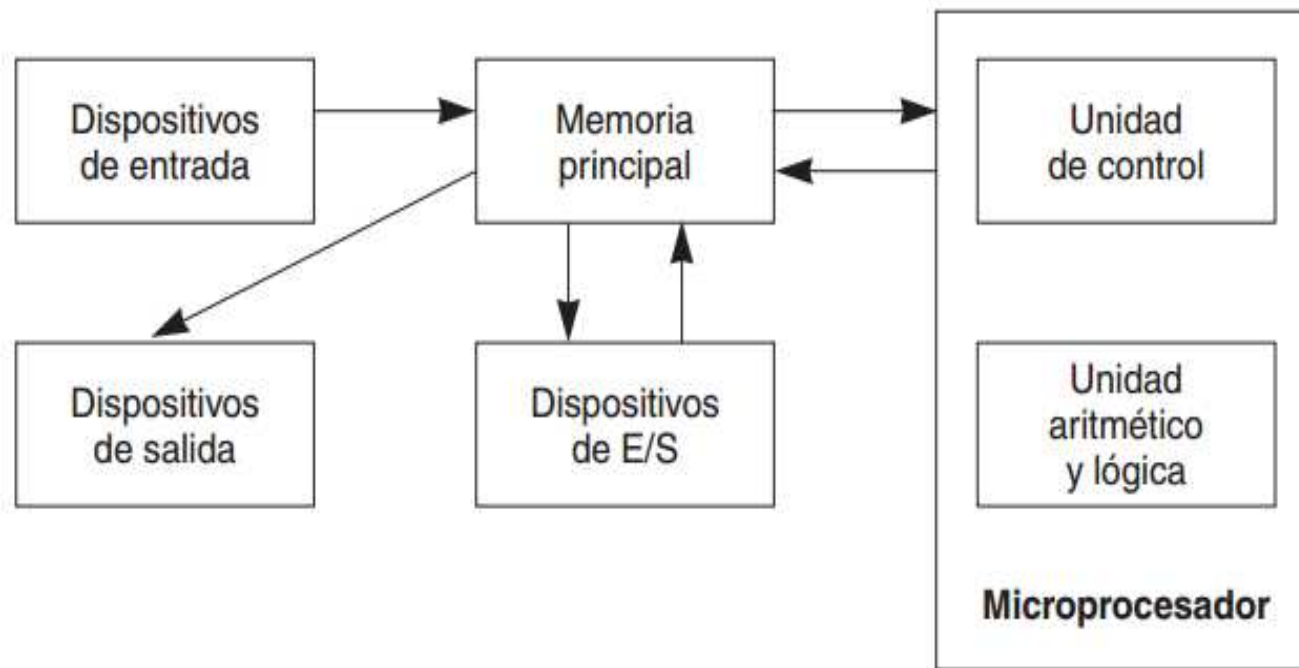 Dispositivos
de entrada
Memoria
principal
Unidad
de control
Dispositivos
de salida
Dispositivos
de E/S
Unidad
aritmético
y lógica
Microprocesador